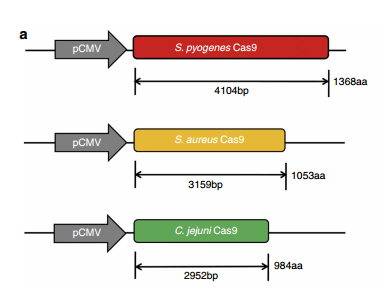 a
pCMV S. pyogenes Cas9
4104bp 1368aa
pCMV S. aureus Cas9
3159bp 1053aa
pCMV C. jejuni Cas9
2952bp 984aa